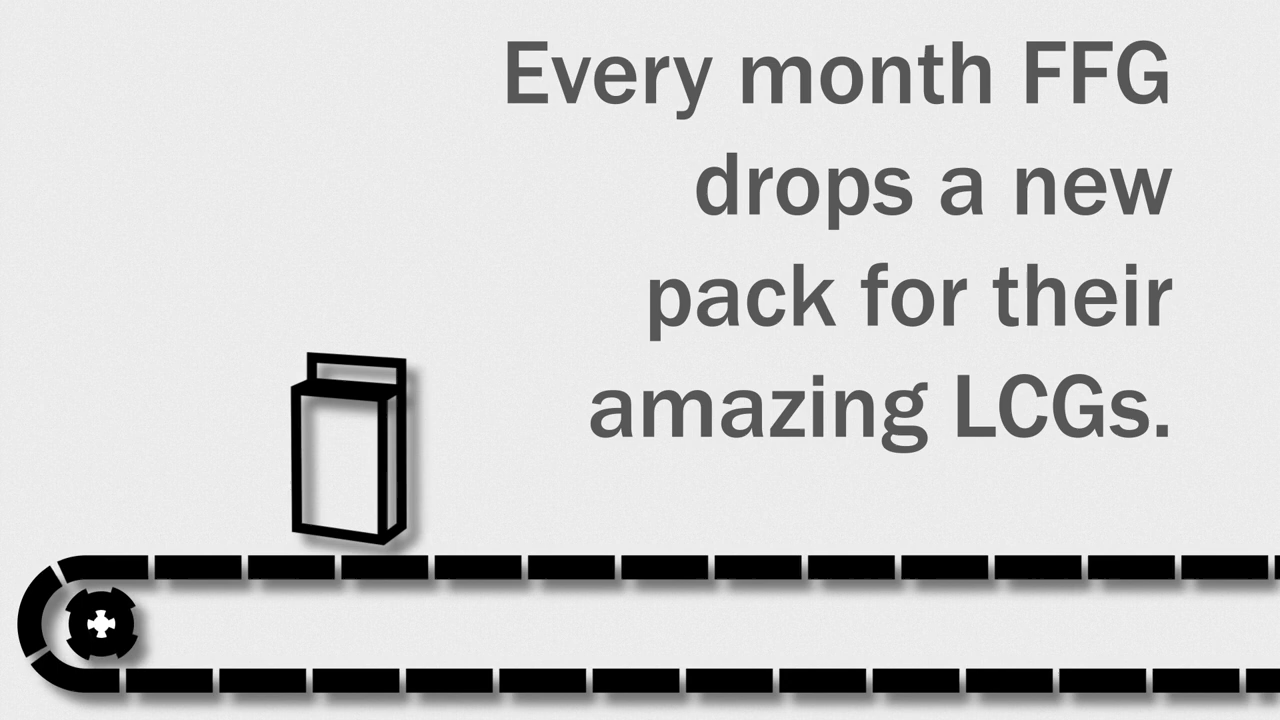 Every month FFG
drops a new
pack for their
amazing LCGs.